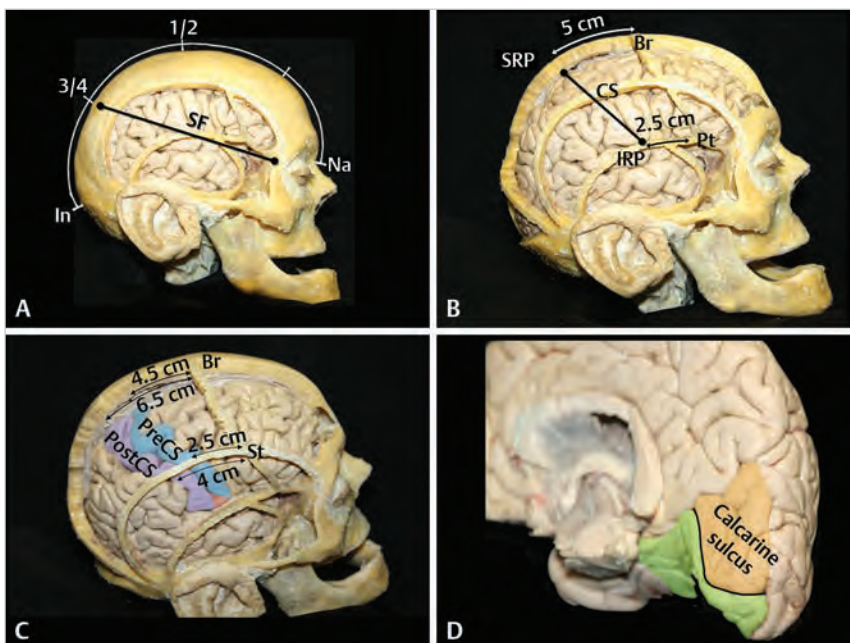 1/2
3/4
SF
Na
In
A
5 cm
Br
SRP
CS
2.5 cm
Pt
IRP
B
4.5 cm
Br
6.5 cm
PreCS
PostCS
2.5 cm
St
4 cm
C
Calcarine
sulcus
D